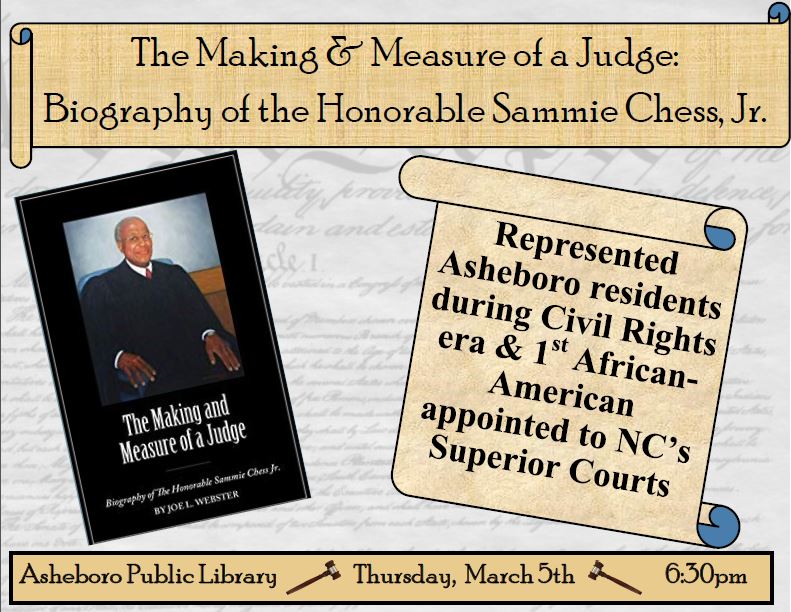 The Making & Measure of a Judge:
Biography of the Honorable Sammie Chess, Jr.
The Making and
Measure of a Judge
Biography of The Honorable Sammie Chess Jr.
BY JOE L. WEBSTER
Represented
Asheboro residents
during Civil Rights
era & 1st African-
American
appointed to NC's
Superior Courts
Asheboro Public Library Thursday, March 5th 6:30pm